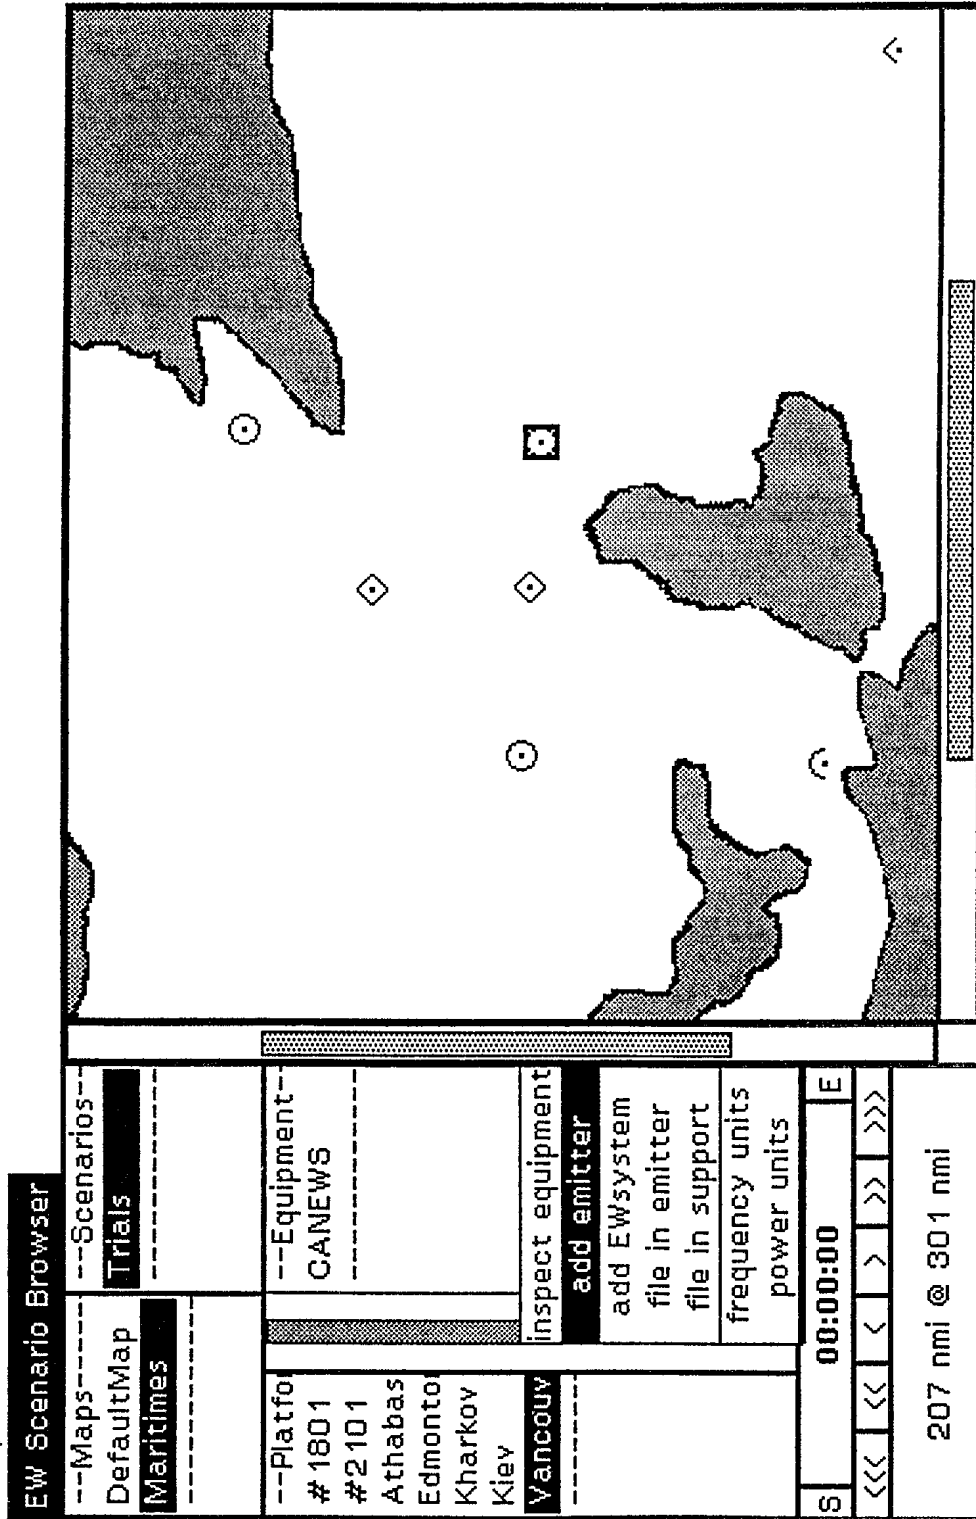 EW Scenario Browser
--Maps------
DefaultMap
Maritimes
------------
---Scenarios--
Trials
------------
--Platfo
#1801
#2101
Athabas
Edmonto
Kharkov
Kiev
Vancouv
------------
---Equipment--
CANEWS
------------
inspect equipment
add emitter
add EWsystem
file in emitter
file in support
frequency units
power units
S 00:00:00 E
<<< << < > >> >>>
207 nmi @ 301 nmi